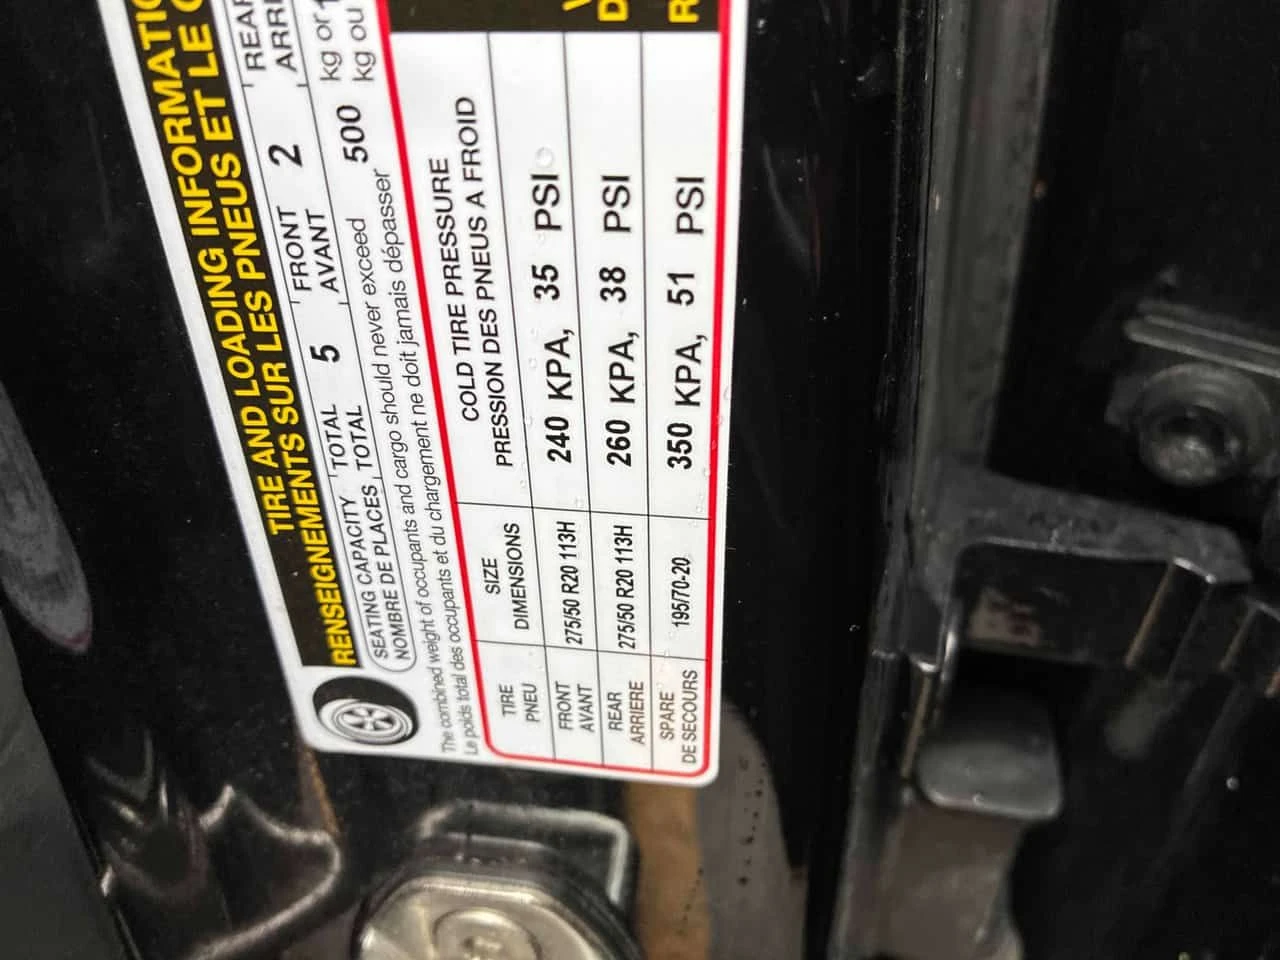 TIRE AND LOADING
RENSEIGNEMENTS SUR LES PNEUS ET LE
SEATING CAPACITY TOTAL 5 FRONT 2
NOMBRE DE PLACES TOTAL AVANT
The combined weight of occupants and cargo should never exceed 500 kg or
Le poids total des occupants et du chargement ne doit jamais dépasser kg ou
TIRE SIZE COLD TIRE PRESSURE
PNEU DIMENSIONS PRESSION DES PNEUS A FROID
FRONT 275/50 R20 113H 240 KPA, 35 PSI
AVANT
REAR 275/50 R20 113H 260 KPA, 38 PSI
ARRIERE
SPARE 195/70-20 350 KPA, 51 PSI
DE SECOURS